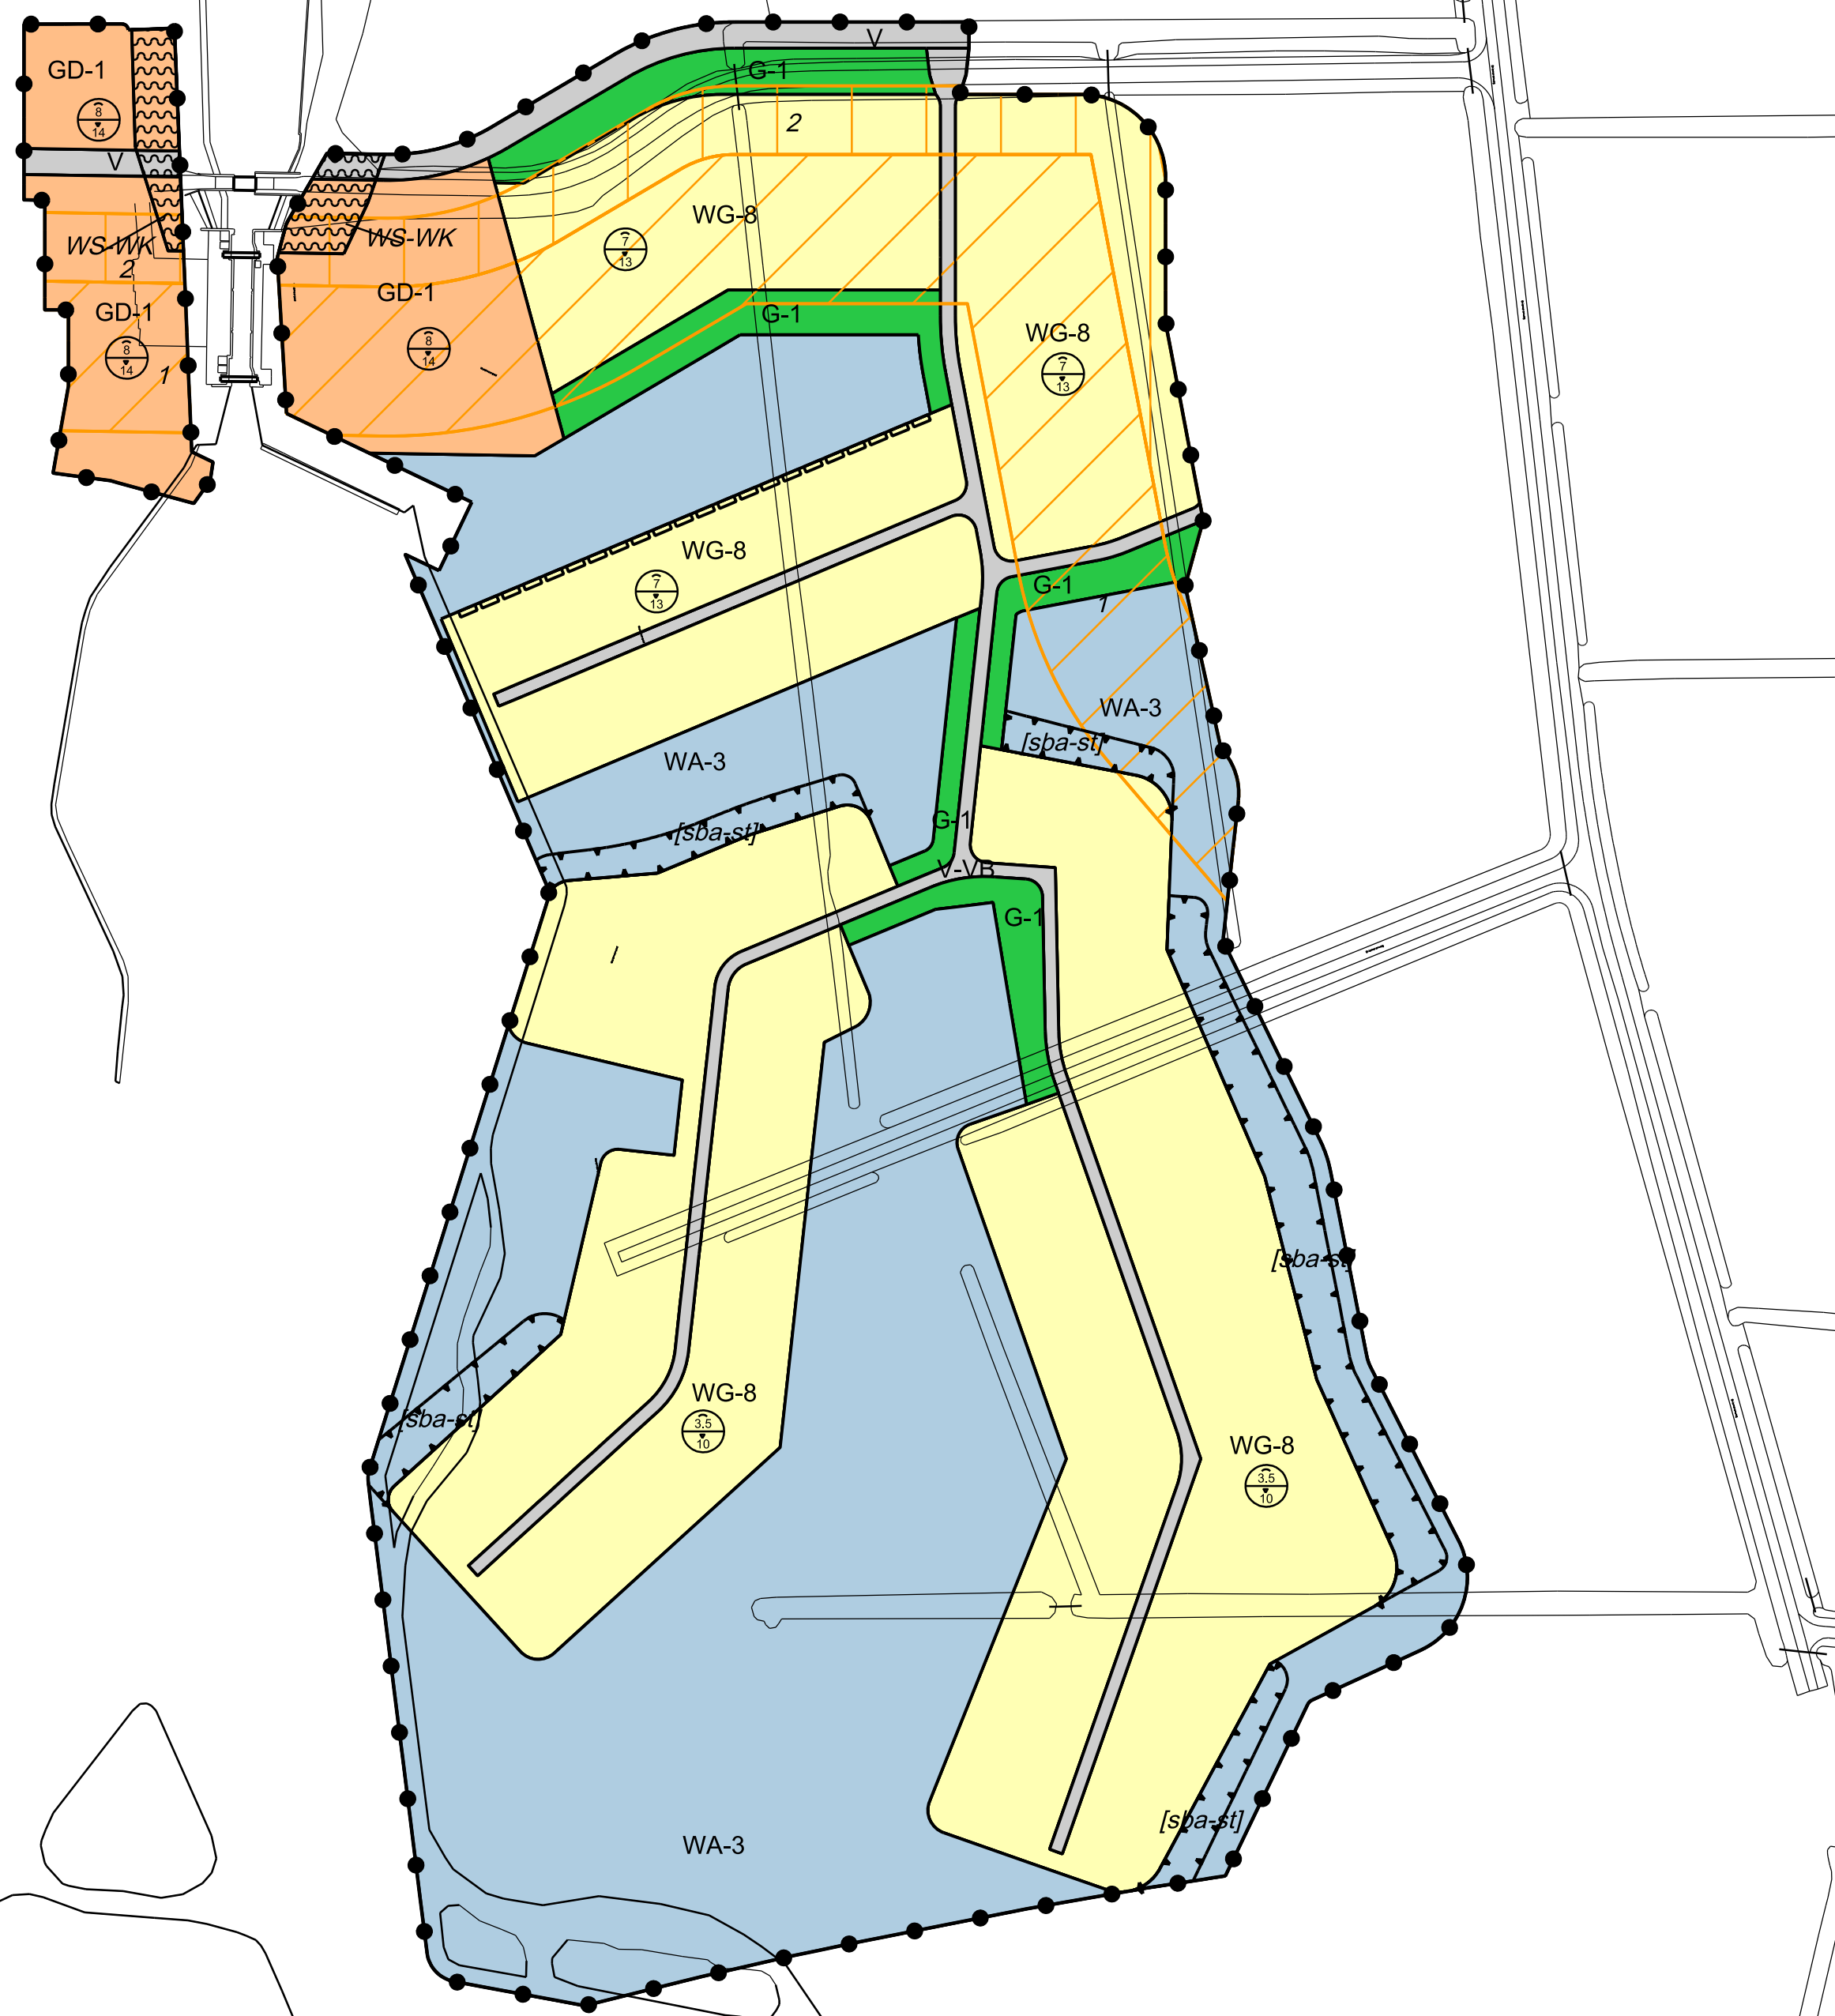 V
GD-1
G-1
8
14
2
V
WG-8
WS-WK
WS-WK
7
13
2
GD-1
GD-1
G-1
WG-8
8
14
8
14
7
13
1
WG-8
G-1
7
13
1
WA-3
[sba-st]
WA-3
[sba-st]
G-1
V-VB
G-1
[sba-st]
WG-8
[sba-st]
3.5
10
WG-8
3.5
10
[sba-st]
WA-3